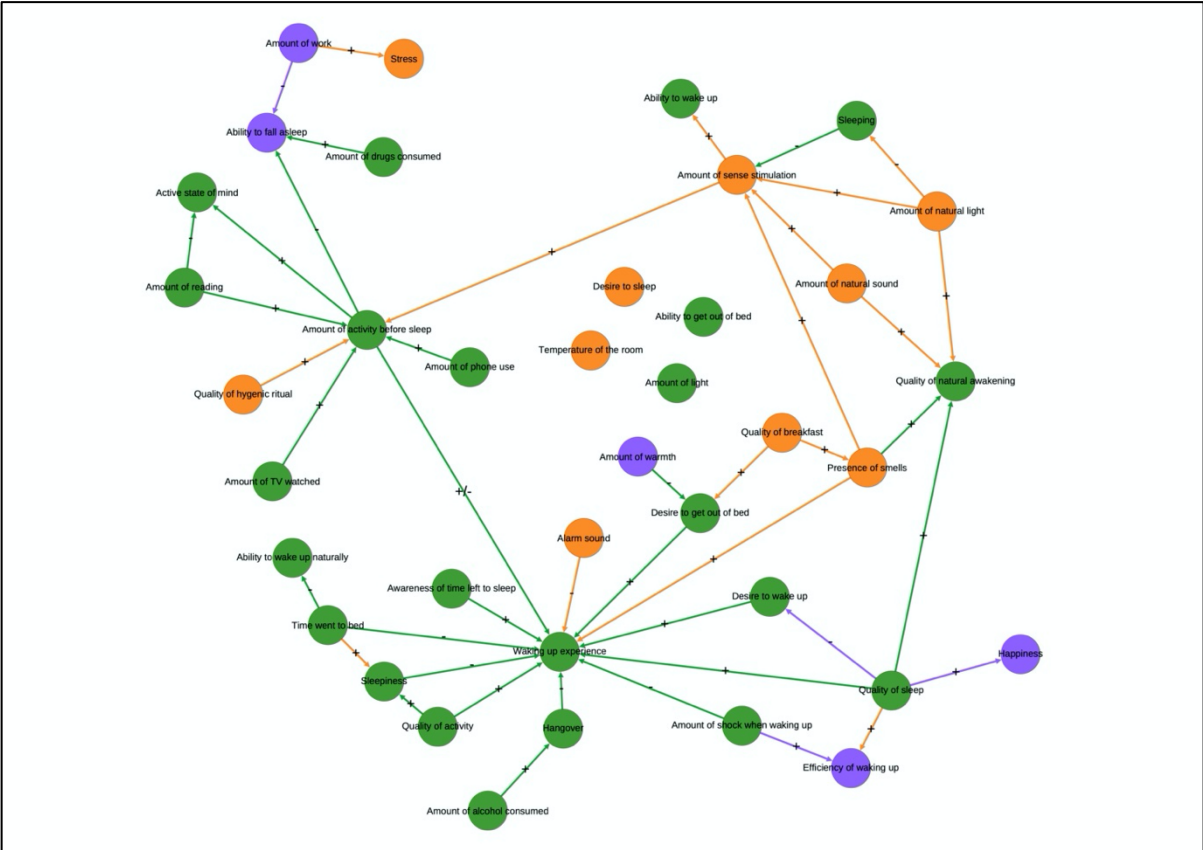 Amount of work
+
Stress
-
Ability to fall asleep
+
Amount of drugs consumed
Ability to wake up
+
Sleeping
-
-
Amount of sense stimulation
+
Amount of natural light
Active state of mind
-
-
+
+
+
Amount of reading
+
Desire to sleep
Amount of natural sound
+
+
Ability to get out of bed
+
Amount of activity before sleep
+
Temperature of the room
Amount of phone use
Amount of light
Quality of natural awakening
+
Quality of hygenic ritual
+
+
Quality of breakfast
+
Amount of warmth
+
Presence of smells
-
+
Amount of TV watched
+/-
Desire to get out of bed
Alarm sound
+
Ability to wake up naturally
+
-
Awareness of time left to sleep
-
+
Desire to wake up
+
Time went to bed
-
+
-
+
Waking up experience
Happiness
-
+
+
Sleepiness
-
Quality of sleep
+
+
-
Quality of activity
Hangover
Amount of shock when waking up
+
+
Efficiency of waking up
+
Amount of alcohol consumed